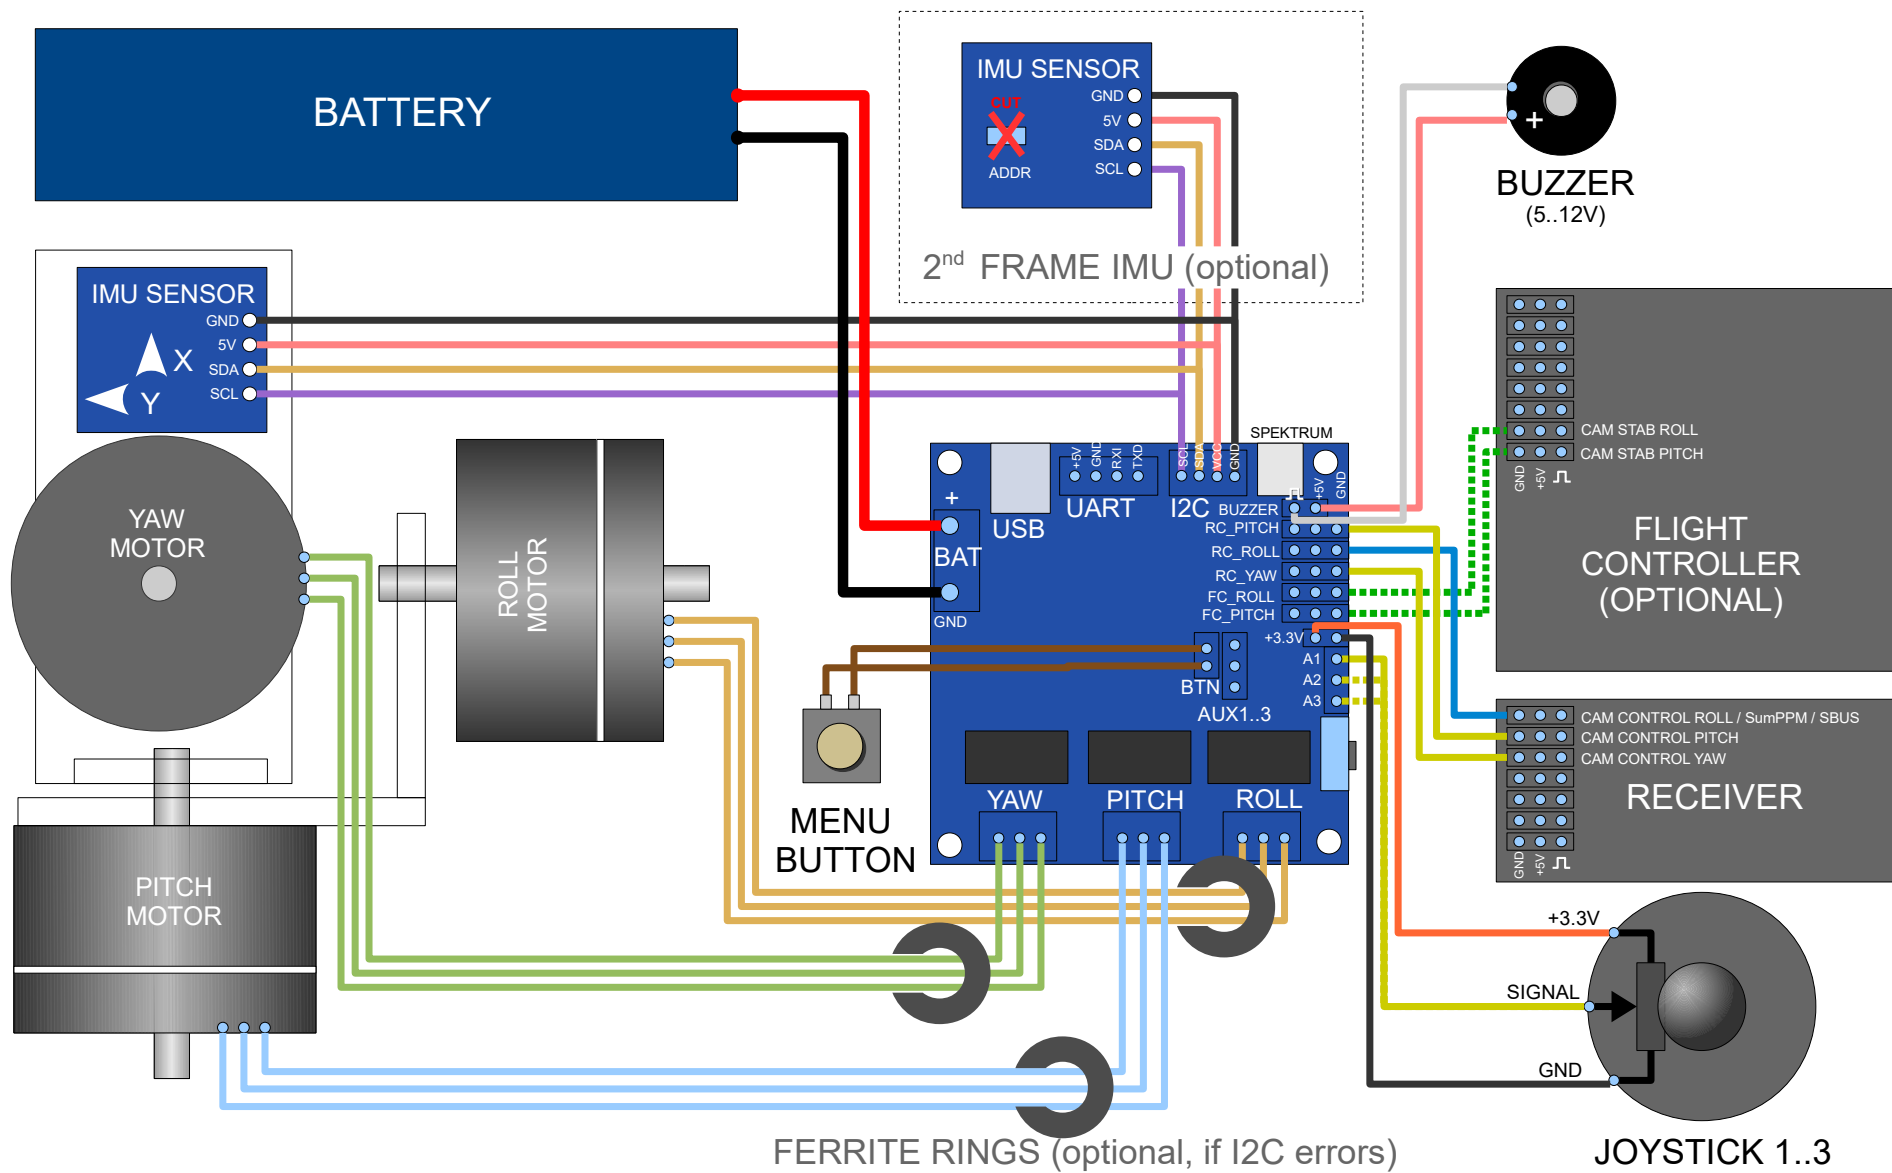 BATTERY
IMU SENSOR
GND
5V
SDA
SCL
CUT
ADDR
2nd FRAME IMU (optional)
+
BUZZER
(5..12V)
IMU SENSOR
GND
5V
SDA
SCL
X
Y
YAW
MOTOR
ROLL
MOTOR
PITCH
MOTOR
SPEKTRUM
+5V
GND
RXI
TXD
UART
SCL
SDA
VCC
GND
I2C
USB
+
BAT
GND
+5V
GND
BUZZER
RC_PITCH
RC_ROLL
RC_YAW
FC_ROLL
FC_PITCH
+3.3V
A1
A2
A3
BTN
AUX1..3
YAW
PITCH
ROLL
MENU
BUTTON
CAM STAB ROLL
CAM STAB PITCH
GND
+5V
FLIGHT
CONTROLLER
(OPTIONAL)
CAM CONTROL ROLL / SumPPM / SBUS
CAM CONTROL PITCH
CAM CONTROL YAW
RECEIVER
GND
+5V
+3.3V
SIGNAL
GND
JOYSTICK 1..3
FERRITE RINGS (optional, if I2C errors)